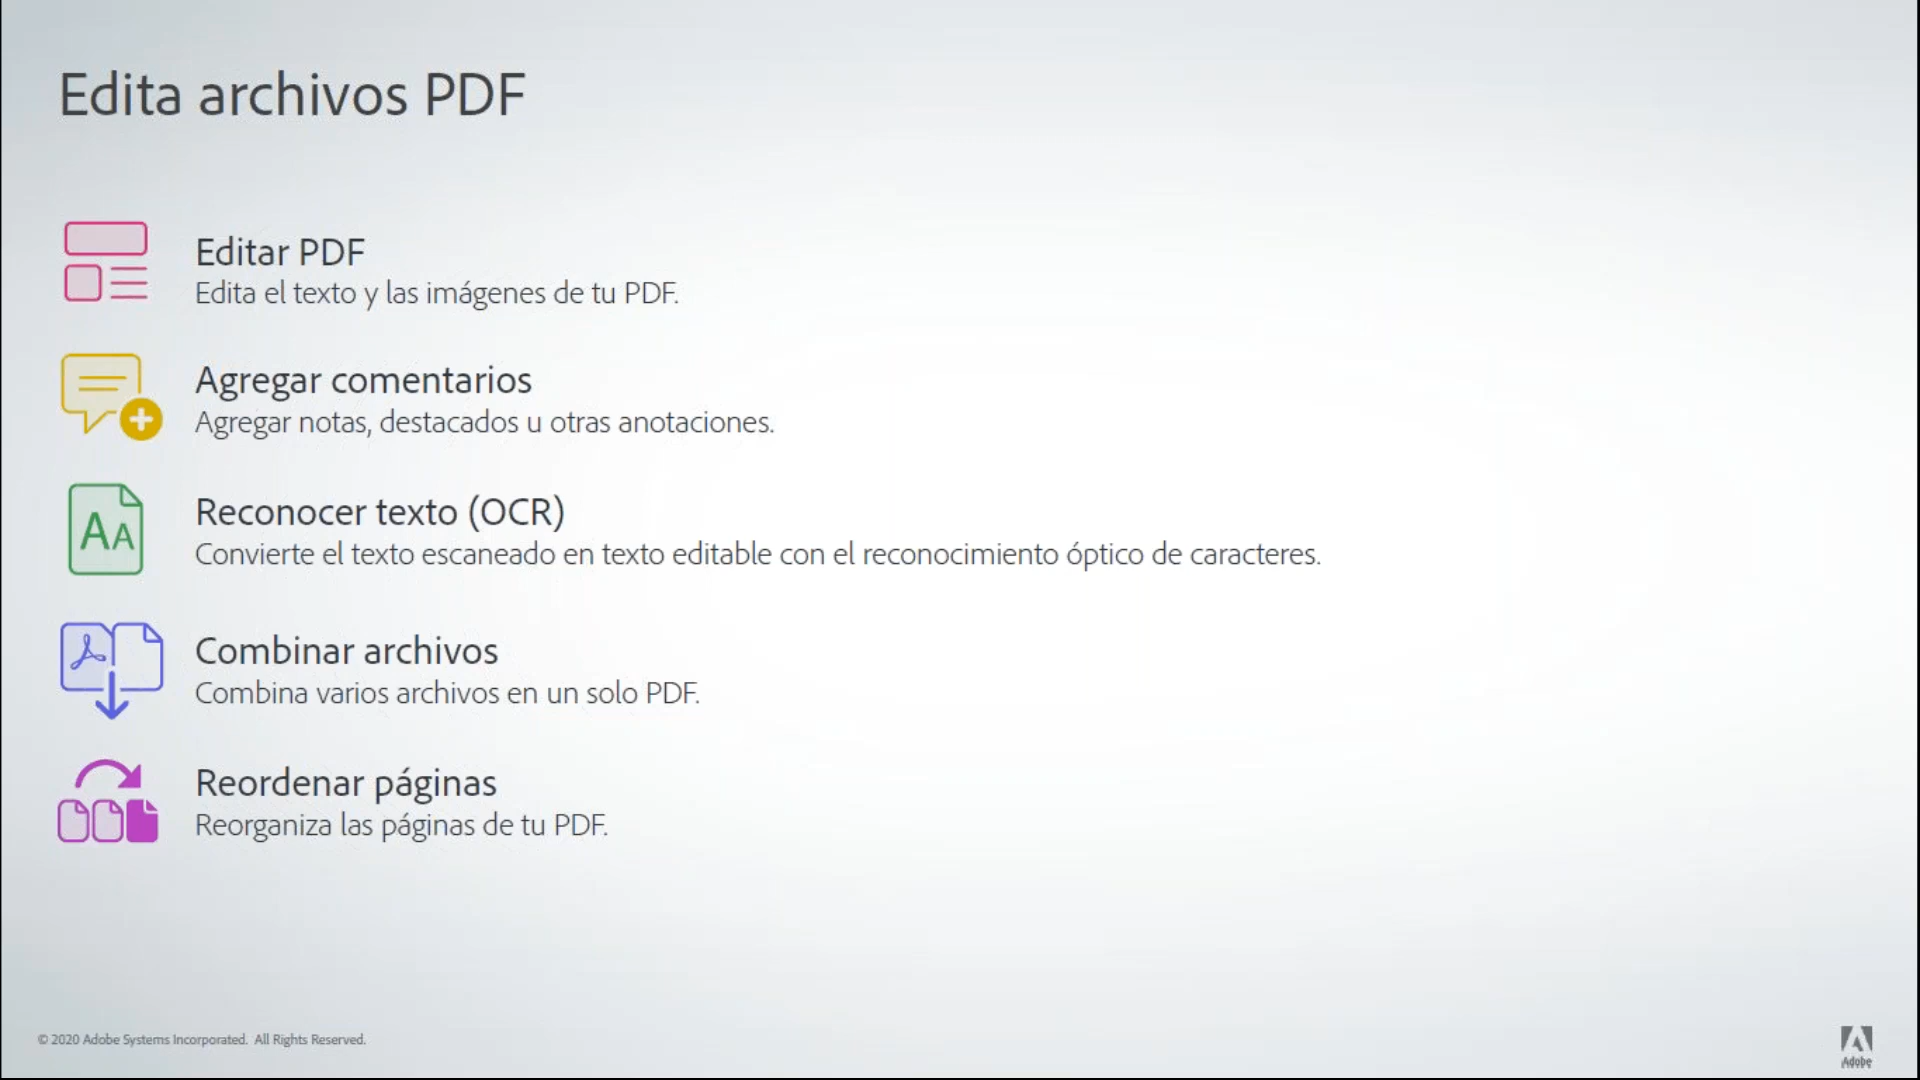 Edita archivos PDF
Editar PDF
Edita el texto y las imágenes de tu PDF.
Agregar comentarios
Agregar notas, destacados u otras anotaciones.
AA
Reconocer texto (OCR)
Convierte el texto escaneado en texto editable con el reconocimiento óptico de caracteres.
Combinar archivos
Combina varios archivos en un solo PDF.
Reordenar páginas
Reorganiza las páginas de tu PDF.
© 2020 Adobe Systems Incorporated. All Rights Reserved.
Adobe